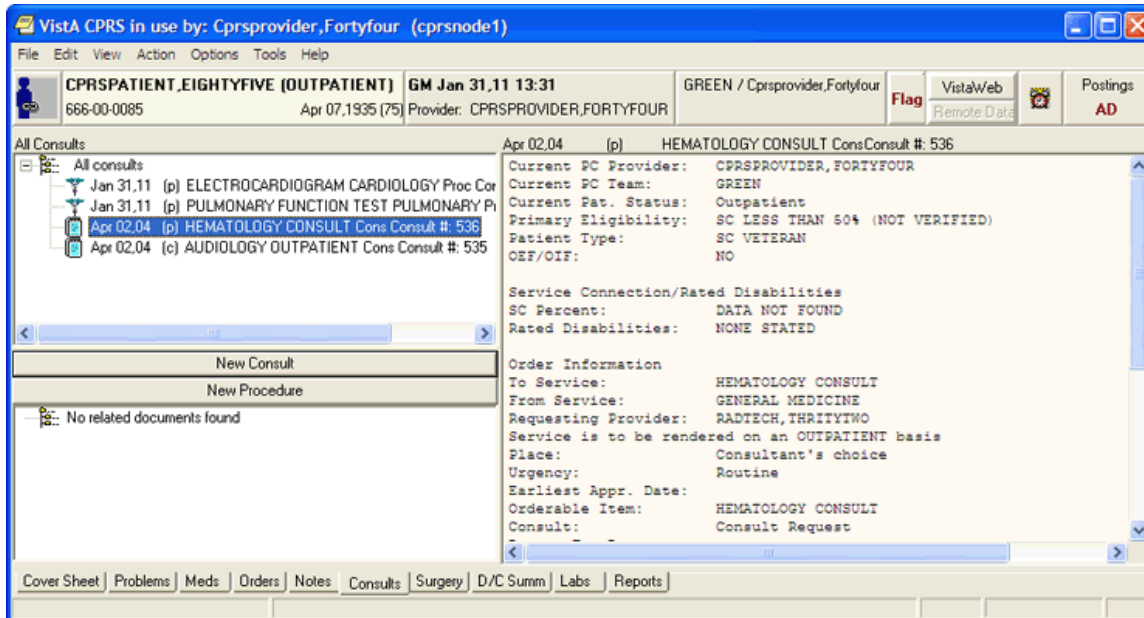 VistA CPRS in use by: Cprsprovider,Fortyfour (cprsnode1)
File Edit View Action Options Tools Help
CPRSPATIENT,EIGHTYFIVE (OUTPATIENT) GM Jan 31,11 13:31 GREEN / Cprsprovider,Fortyfour Flag VistaWeb Postings
666-00-0085 Apr 07,1935 (75) Provider: CPRSPROVIDER,FORTYFOUR Remote Data AD
All Consults
All consults
Jan 31,11 (p) ELECTROCARDIOGRAM CARDIOLOGY Proc Cor
Jan 31,11 (p) PULMONARY FUNCTION TEST PULMONARY
Apr 02,04 (p) HEMATOLOGY CONSULT Cons Consult #: 536
Apr 02,04 (c) AUDIOLOGY OUTPATIENT Cons Consult #: 535
New Consult
New Procedure
No related documents found
Apr 02,04 (p) HEMATOLOGY CONSULT ConsConsult #: 536
Current PC Provider: CPRSPROVIDER,FORTYFOUR
Current PC Team: GREEN
Current Pat. Status: Outpatient
Primary Eligibility: SC LESS THAN 50% (NOT VERIFIED)
Patient Type: SC VETERAN
OEF/OIF: NO
Service Connection/Rated Disabilities
SC Percent: DATA NOT FOUND
Rated Disabilities: NONE STATED
Order Information
To Service: HEMATOLOGY CONSULT
From Service: GENERAL MEDICINE
Requesting Provider: RADTECH,THRITYTWO
Service is to be rendered on an OUTPATIENT basis
Place: Consultant's choice
Urgency: Routine
Earliest Appr. Date:
Orderable Item: HEMATOLOGY CONSULT
Consult: Consult Request
Cover Sheet Problems Meds Orders Notes Consults Surgery D/C Summ Labs Reports